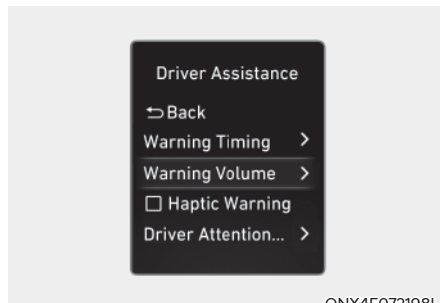 Driver Assistance
Back
Warning Timing
Warning Volume
Haptic Warning
Driver Attention...